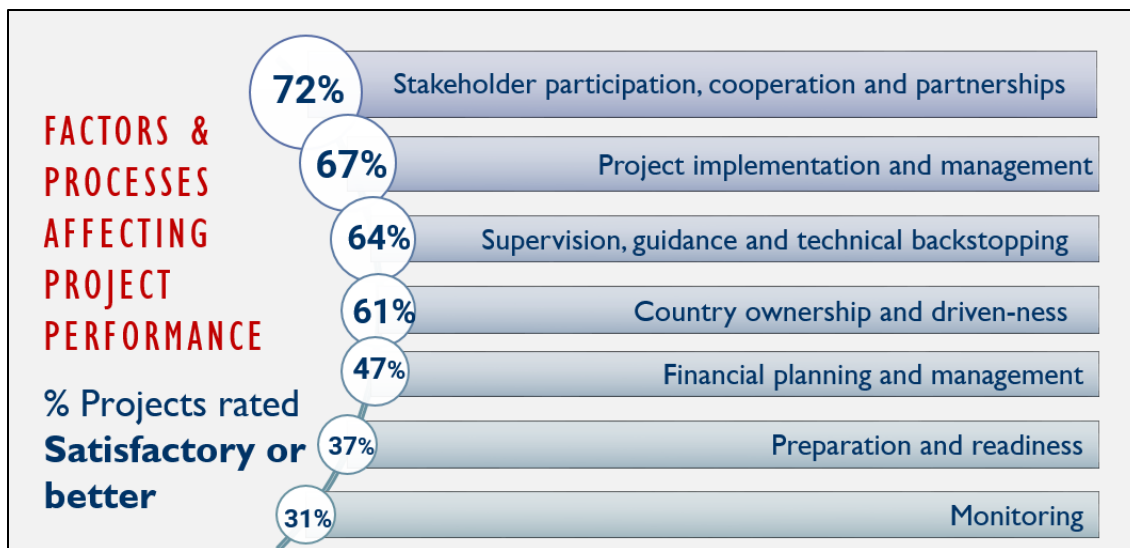 FACTORS &
PROCESSES
AFFECTING
PROJECT
PERFORMANCE
% Projects rated
Satisfactory or
better
72% Stakeholder participation, cooperation and partnerships
67% Project implementation and management
64% Supervision, guidance and technical backstopping
61% Country ownership and driven-ness
47% Financial planning and management
37% Preparation and readiness
31% Monitoring